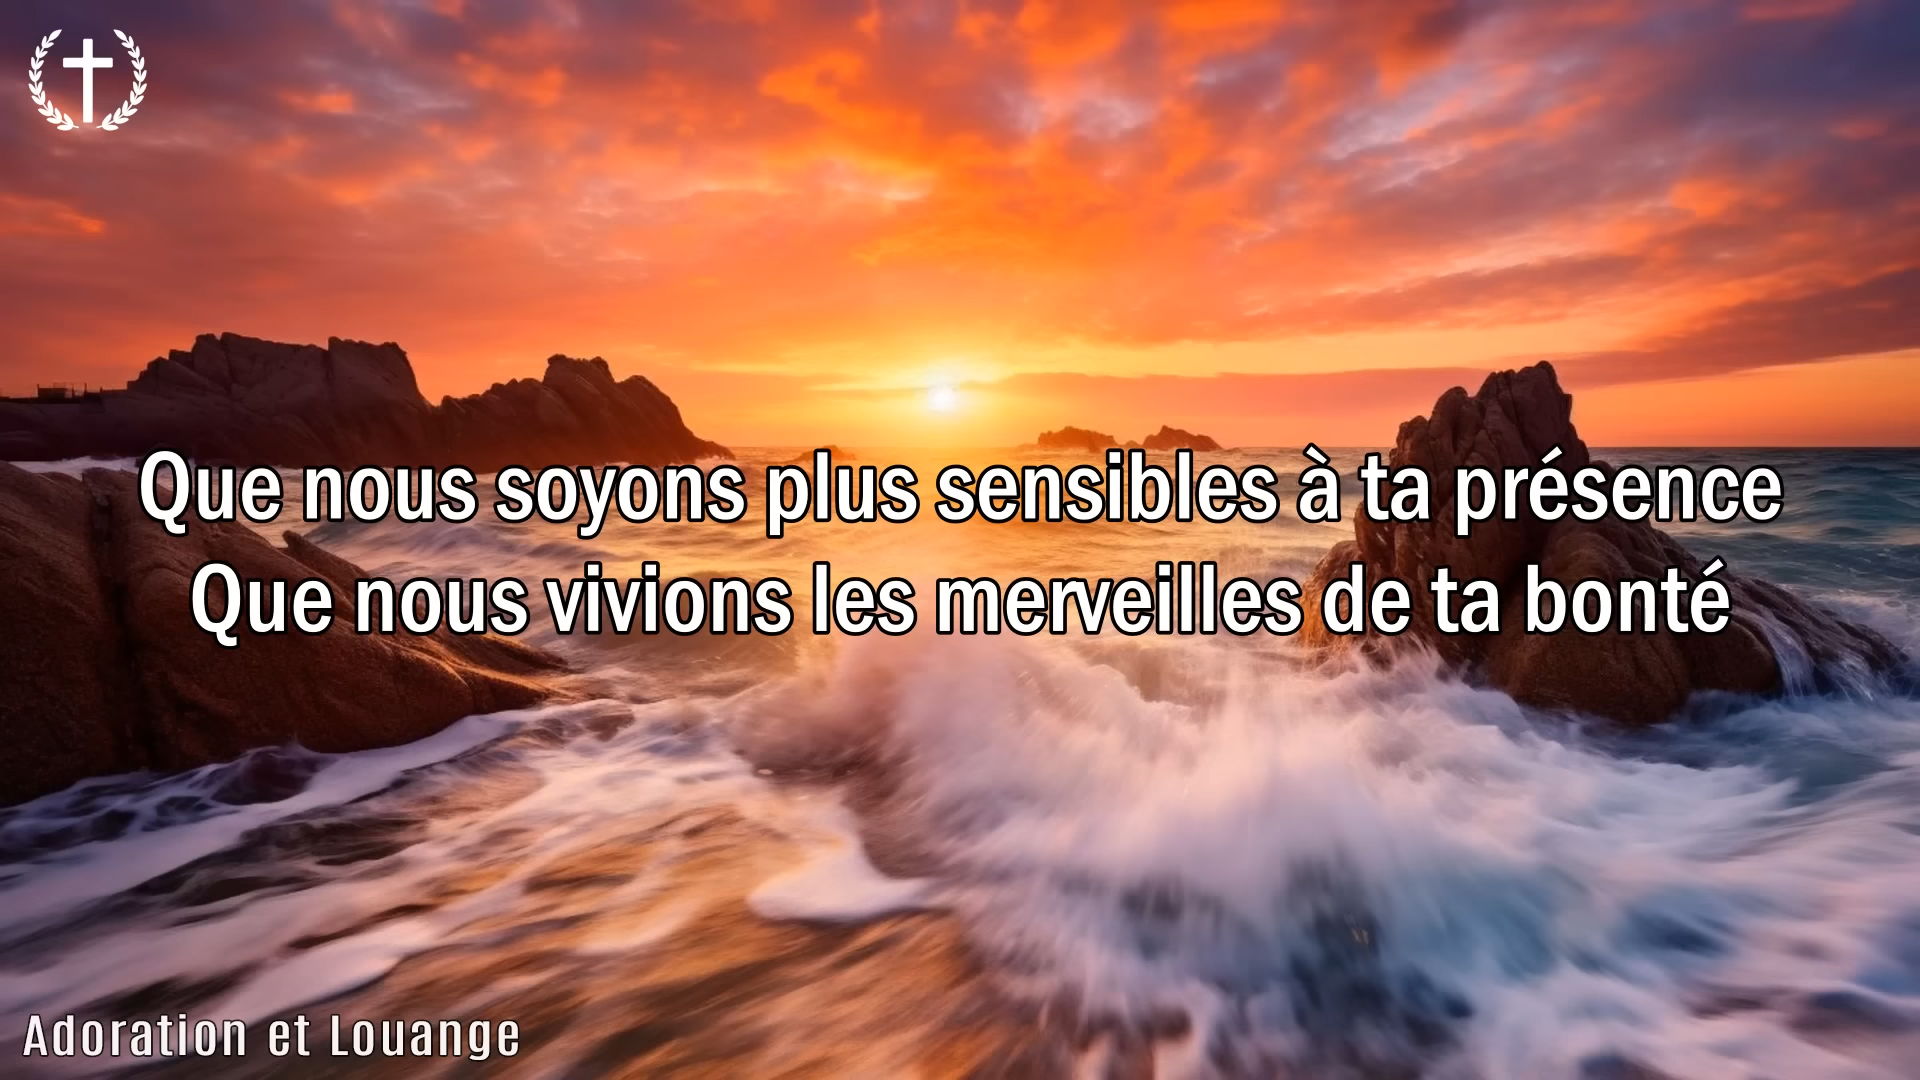 Que nous soyons plus sensibles à ta présence
Que nous vivions les merveilles de ta bonté
Adoration et Louange